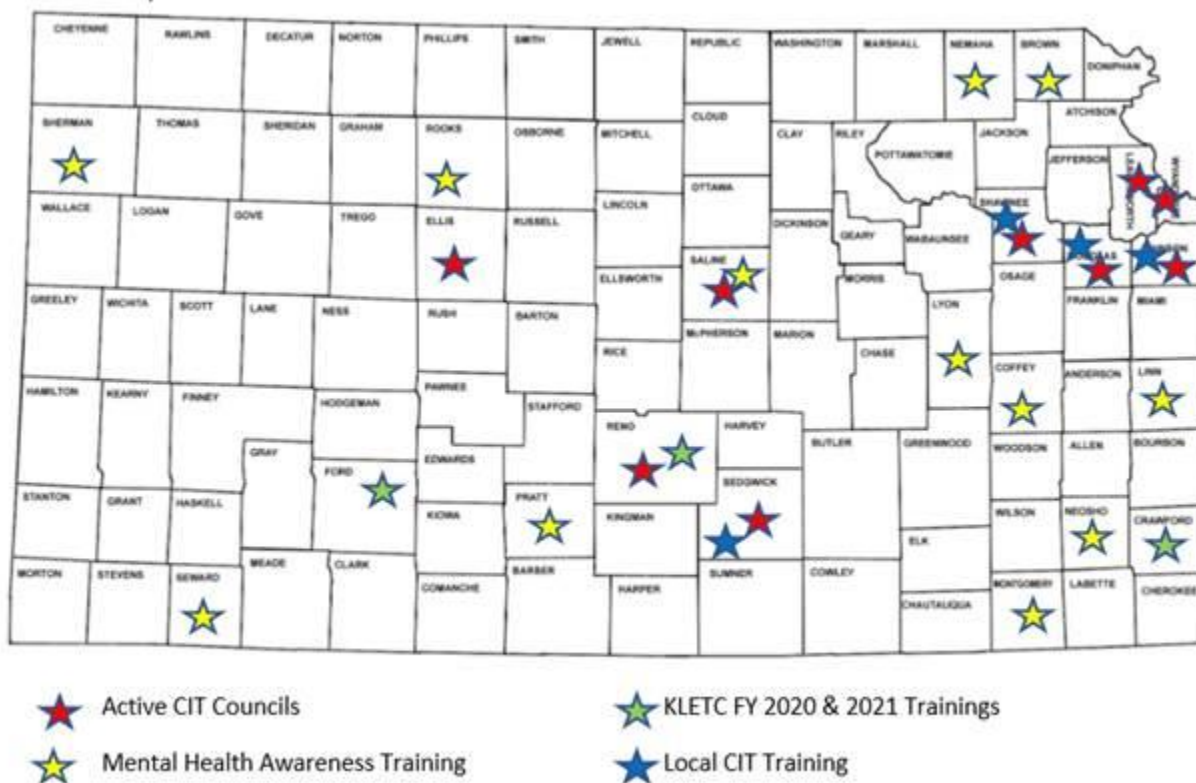 CHEYENNE RAWLINS DECATUR NORTON PHILLIPS SMITH JEWELL REPUBLIC WASHINGTON MARSHALL NEMAHA BROWN DONIPHAN
ATCHISON
SHERMAN THOMAS SHERIDAN GRAHAM ROOKS OSBORNE MITCHELL CLOUD CLAY RILEY POTTAWATOMIE JACKSON JEFFERSON
OTTAWA
WALLACE LOGAN GOVE TREGO ELLIS RUSSELL LINCOLN DICKINSON GEARY WABAUNSEE SHAWNEE
SALINE
ELLSWORTH MORRIS OSAGE
GREELEY WICHITA SCOTT LANE NESS RUSH BARTON LYON FRANKLIN MIAMI
RICE McPHERSON MARION CHASE
HAMILTON KEARNY FINNEY HODGEMAN PAWNEE STAFFORD COFFEY ANDERSON LINN
RENO HARVEY
GRAY FORD EDWARDS BUTLER GREENWOOD WOODSON ALLEN BOURBON
SEDGWICK
STANTON GRANT HASKELL KIOWA PRATT KINGMAN WILSON NEOSHO CRAWFORD
ELK
MORTON STEVENS SEWARD MEADE CLARK COMANCHE BARBER HARPER SUMNER COWLEY CHAUTAUQUA MONTGOMERY LABETTE CHEROKEE
Active CIT Councils
KLETC FY 2020 & 2021 Trainings
Mental Health Awareness Training
Local CIT Training